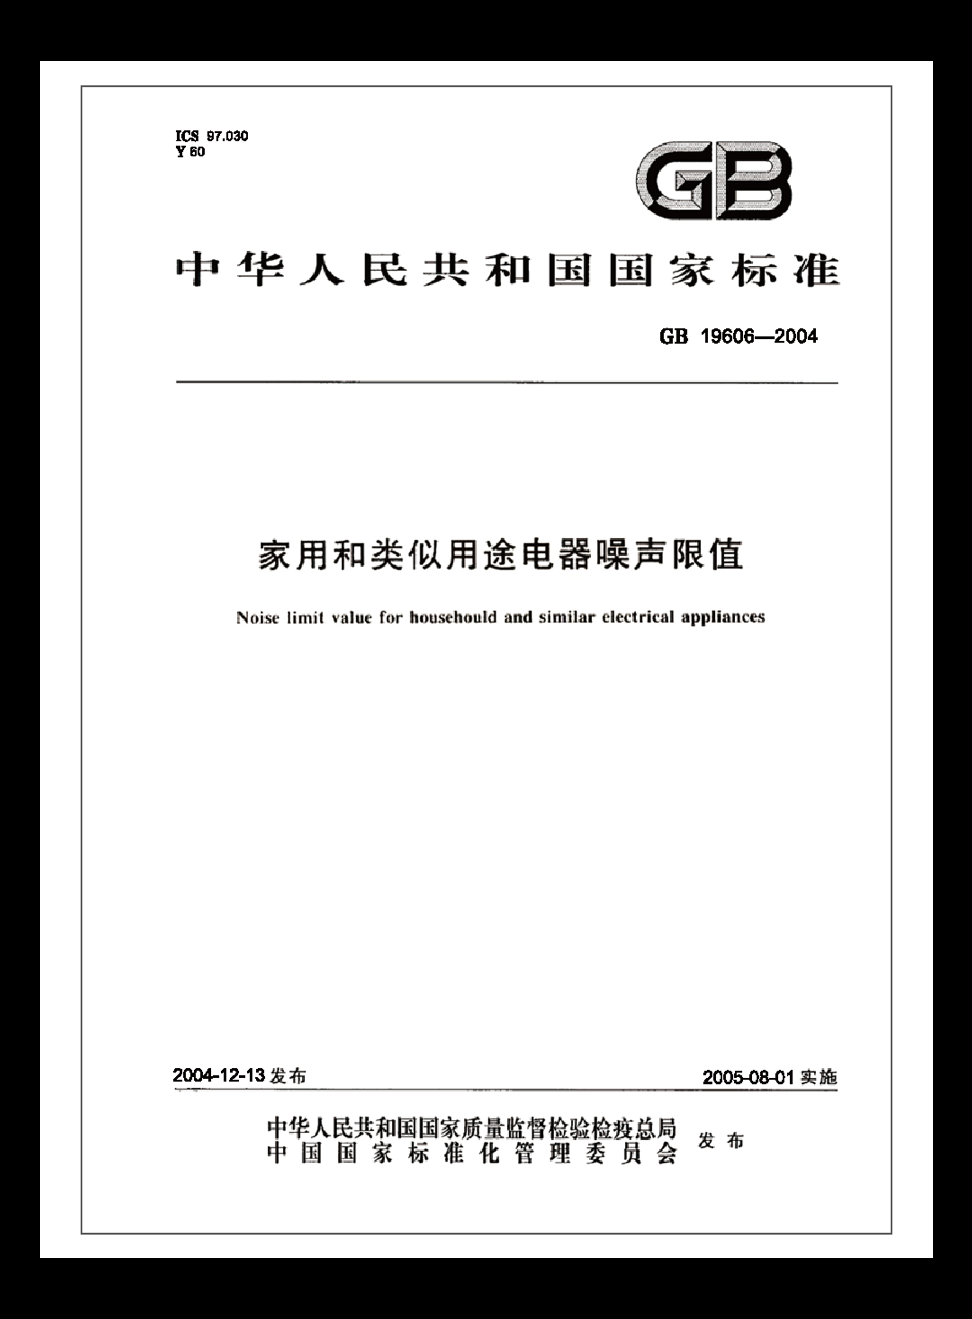 ICS 97.030
Y 60
GB
中华人民共和国国家标准
GB 19606—2004
家用和类似用途电器噪声限值
Noise limit value for househould and similar electrical appliances
2004-12-13 发布
2005-08-01 实施
中华人民共和国国家质量监督检验检疫总局
中国国家标准化管理委员会
发布